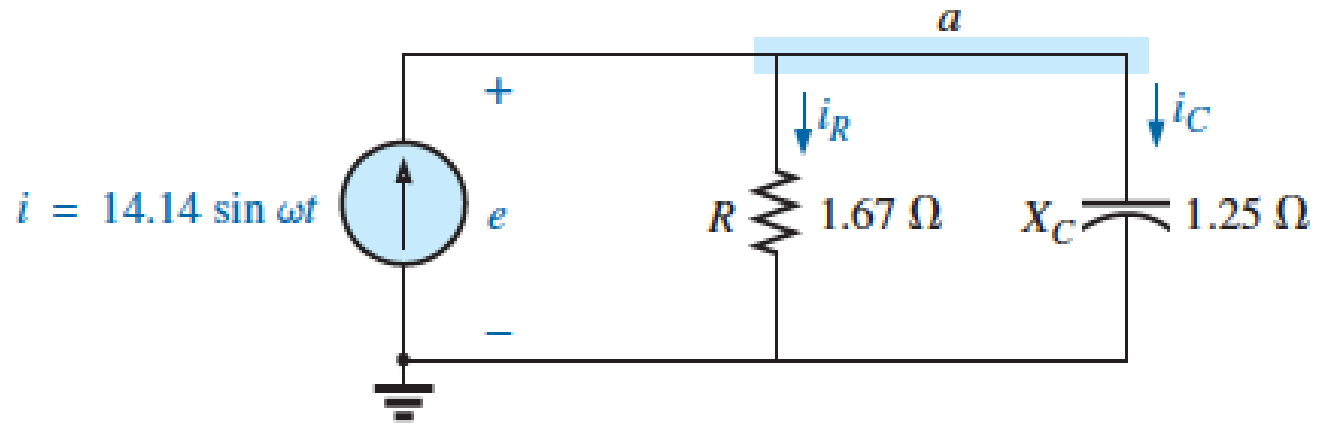 a
+
i_R
i_C
i = 14.14 sin ωt
e
R
1.67 Ω
X_C
1.25 Ω
−